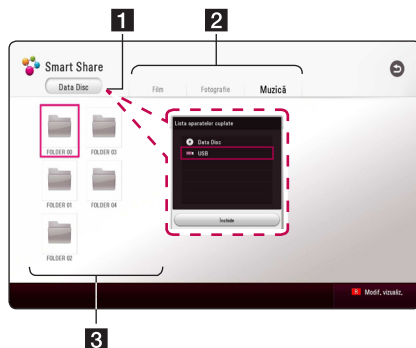 1
2
Smart Share
Data Disc
Film
Fotografie
Muzică
Lista aparatelor cuplate
Data Disc
USB
FOLDER 00
FOLDER 03
FOLDER 01
FOLDER 04
Închide
FOLDER 02
R Modif. vizualiz.
3